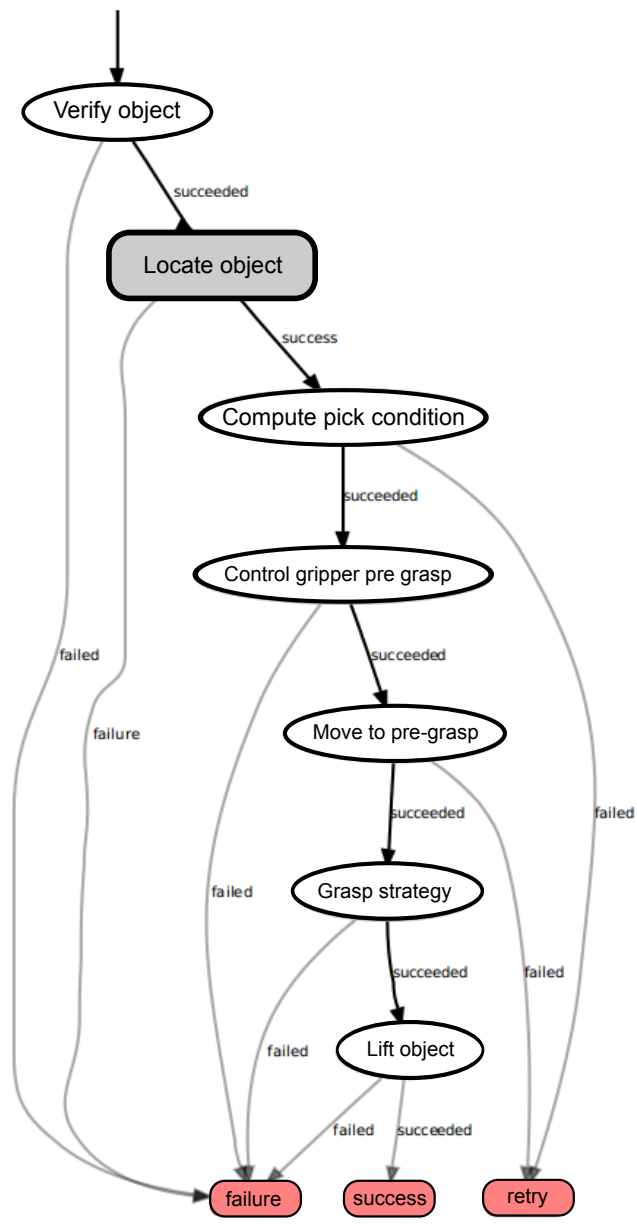 Verify object
succeeded
Locate object
success
Compute pick condition
succeeded
Control gripper pre grasp
failed
succeeded
Move to pre-grasp
failure
succeeded
failed
Grasp strategy
failed
succeeded
failed
Lift object
failed
failed
succeeded
failure
success
retry